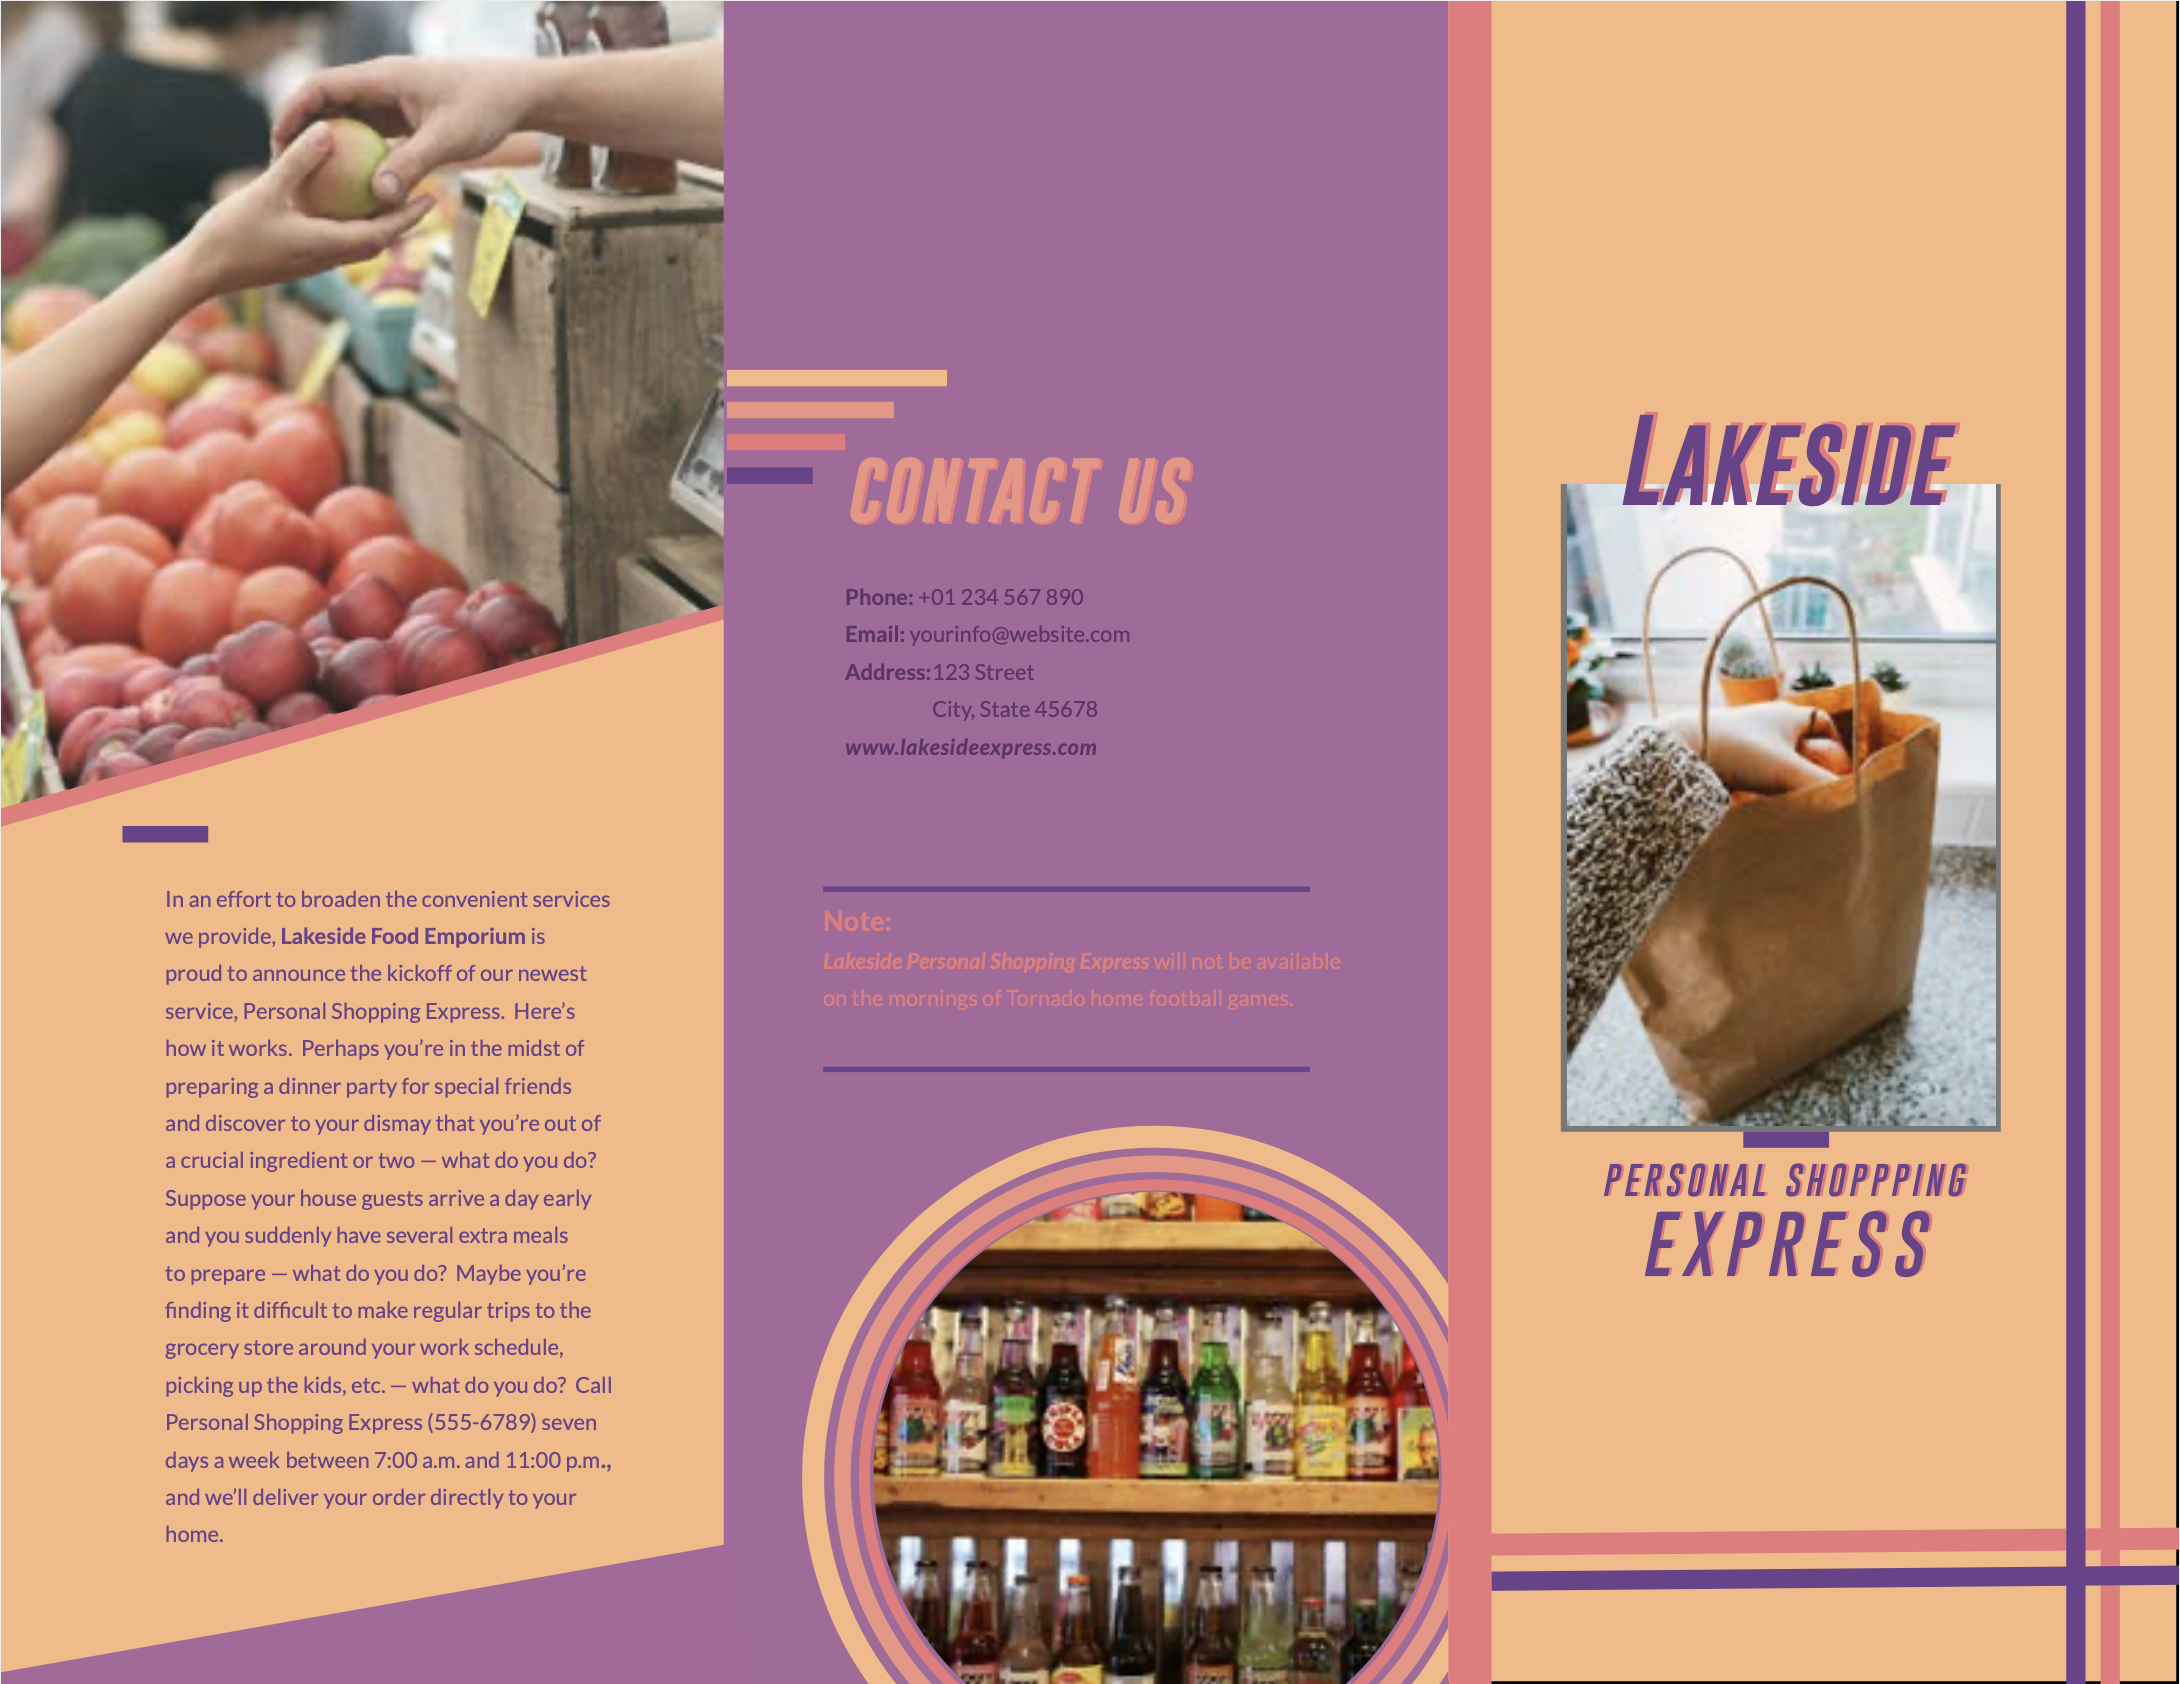 In an effort to broaden the convenient services
we provide, Lakeside Food Emporium is
proud to announce the kickoff of our newest
service, Personal Shopping Express.  Here’s
how it works.  Perhaps you’re in the midst of
preparing a dinner party for special friends
and discover to your dismay that you’re out of
a crucial ingredient or two — what do you do?
Suppose your house guests arrive a day early
and you suddenly have several extra meals
to prepare — what do you do?  Maybe you’re
finding it difficult to make regular trips to the
grocery store around your work schedule,
picking up the kids, etc. — what do you do?  Call
Personal Shopping Express (555-6789) seven
days a week between 7:00 a.m. and 11:00 p.m.,
and we’ll deliver your order directly to your
home.
CONTACT US
Phone: +01 234 567 890
Email: yourinfo@website.com
Address:123 Street
City, State 45678
www.lakesideexpress.com
Note:
Lakeside Personal Shopping Express will not be available
on the mornings of Tornado home football games.
LAKESIDE
PERSONAL SHOPPPING
EXPRESS